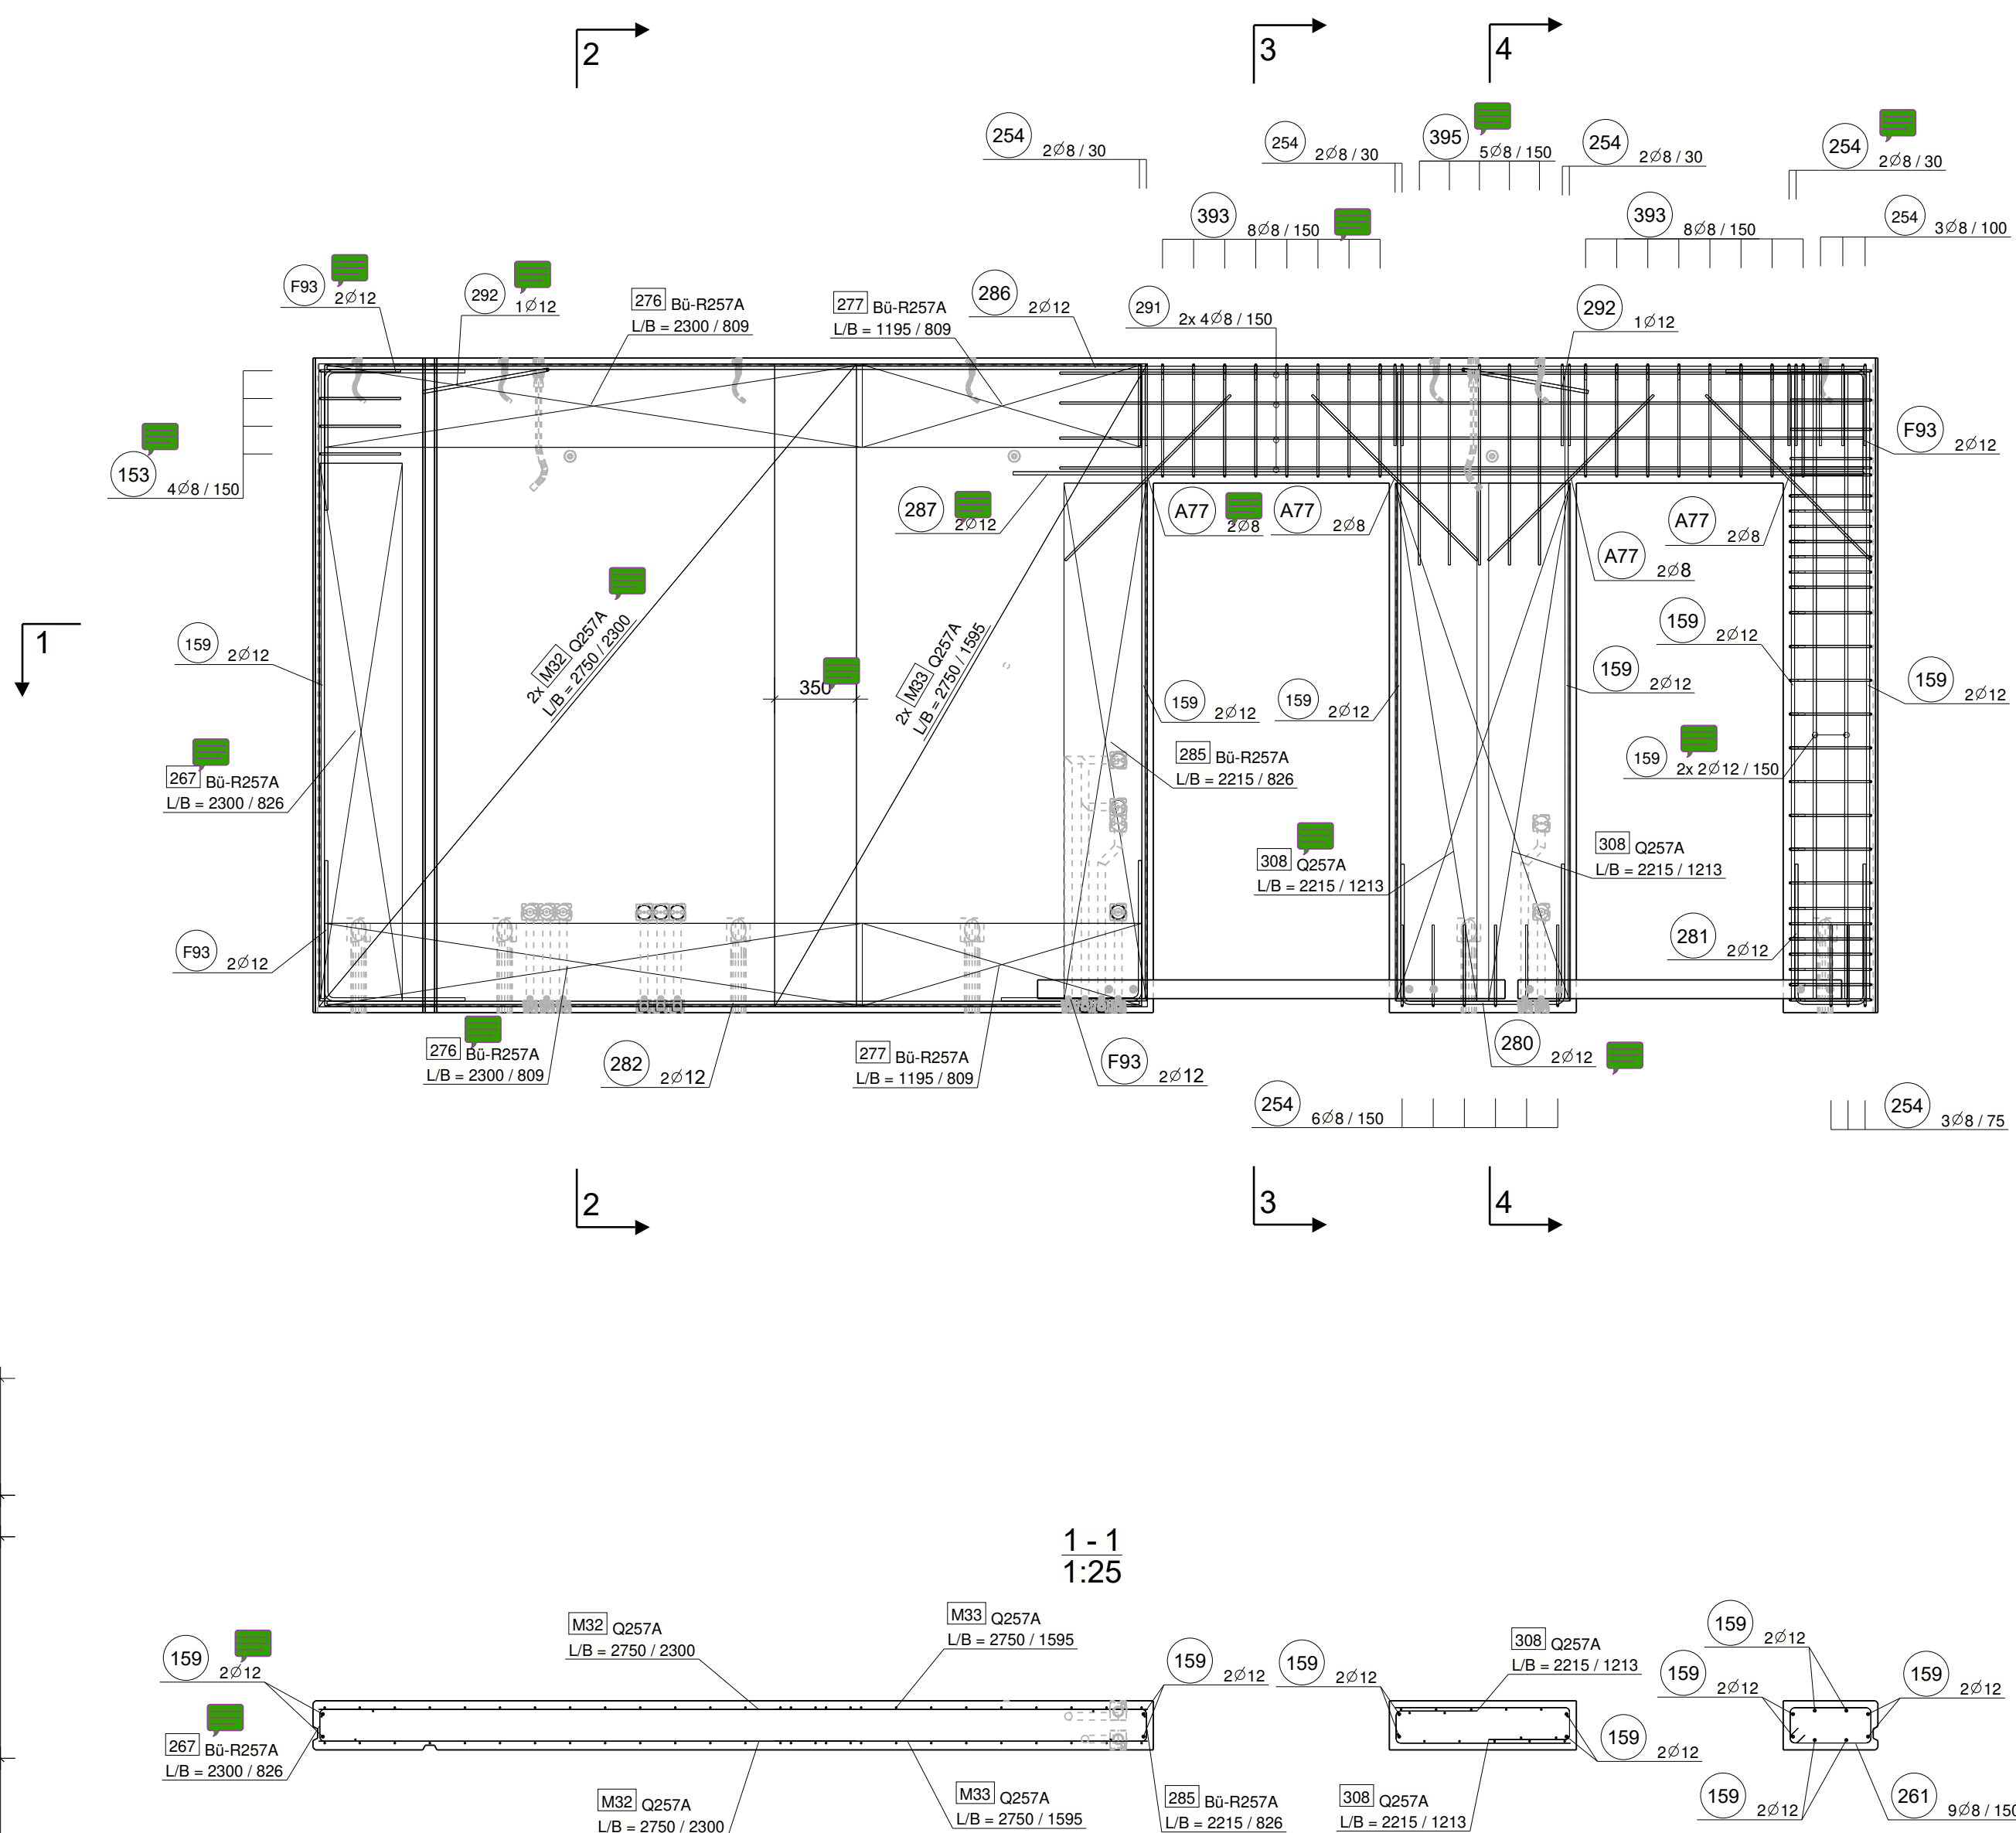 2
3
4
254
2∅8 / 30
254
2∅8 / 30
395
5∅8 / 150
254
2∅8 / 30
254
2∅8 / 30
393
8∅8 / 150
393
8∅8 / 150
254
3∅8 / 100
F93
2∅12
292
1∅12
276 Bü-R257A
L/B = 2300 / 809
277 Bü-R257A
L/B = 1195 / 809
286
2∅12
291
2x 4∅8 / 150
292
1∅12
153
4∅8 / 150
F93
2∅12
287
2∅12
A77
2∅8
A77
2∅8
A77
2∅8
A77
2∅8
1
159
2∅12
2x M32 Q257A
L/B = 2750 / 2300
350
2x M33 Q257A
L/B = 2750 / 1595
159
2∅12
159
2∅12
159
2∅12
159
2∅12
159
2∅12
267 Bü-R257A
L/B = 2300 / 826
285 Bü-R257A
L/B = 2215 / 826
159
2x 2∅12 / 150
308 Q257A
L/B = 2215 / 1213
308 Q257A
L/B = 2215 / 1213
F93
2∅12
281
2∅12
276 Bü-R257A
L/B = 2300 / 809
282
2∅12
277 Bü-R257A
L/B = 1195 / 809
F93
2∅12
280
2∅12
254
6∅8 / 150
254
3∅8 / 75
2
3
4
1 - 1
1:25
159
2∅12
M32 Q257A
L/B = 2750 / 2300
M33 Q257A
L/B = 2750 / 1595
159
2∅12
159
2∅12
308 Q257A
L/B = 2215 / 1213
159
2∅12
159
2∅12
159
2∅12
267 Bü-R257A
L/B = 2300 / 826
M32 Q257A
L/B = 2750 / 2300
M33 Q257A
L/B = 2750 / 1595
285 Bü-R257A
L/B = 2215 / 826
308 Q257A
L/B = 2215 / 1213
159
2∅12
159
2∅12
261
9∅8 / 150